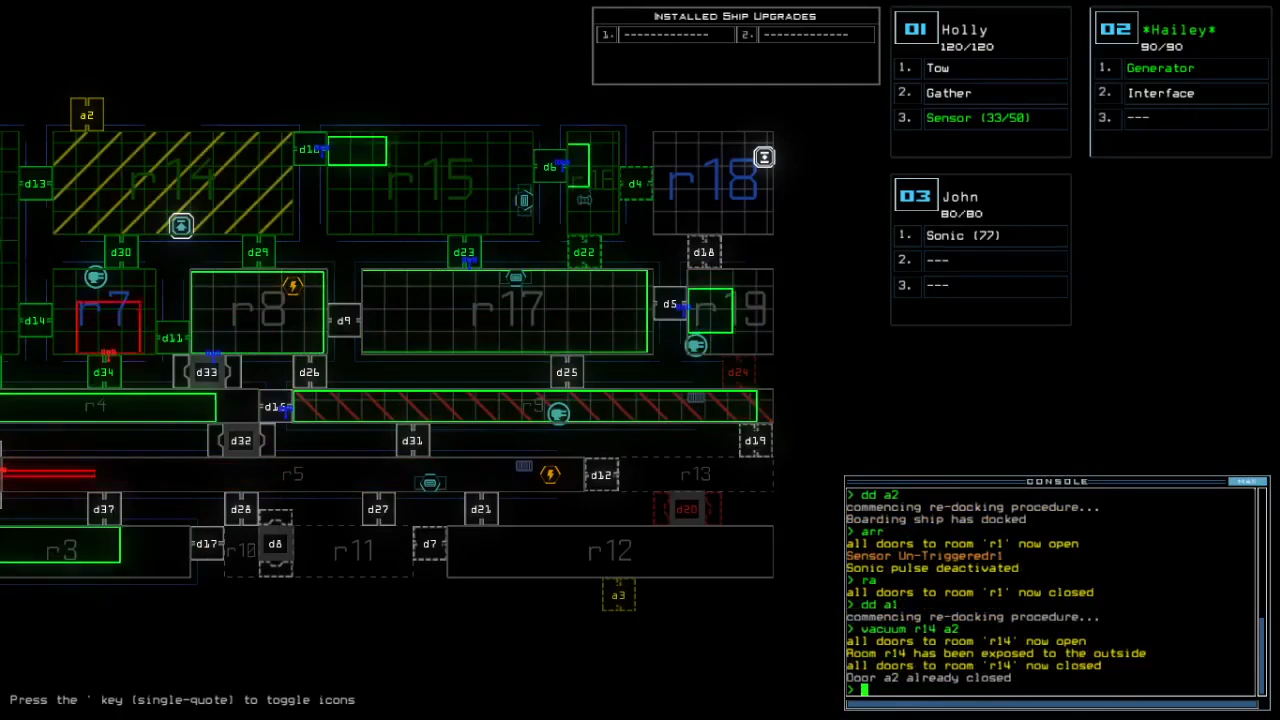 INSTALLED SHIP UPGRADES
1. ------------- 2. -------------
01 Holly
120/120
1. Tow
2. Gather
3. Sensor (33/50)
02 *Hailey*
90/90
1. Generator
2. Interface
3. ---
03 John
80/80
1. Sonic (77)
2. ---
3. ---
a2
d13 r14 r15 d6 d4 r18
d30 d29 d23 d22 d18
d14 r7 d11 r8 d9 r17 d5
d34 d33 d26 d25 d24
r4
d32 d31 d19
r5 d12 r13
d37 d28 d27 d21 d20
r3 d17 r10 d8 r11 d7 r12
a3
CONSOLE
MAX
> dd a2
commencing re-docking procedure...
Boarding ship has docked
> arr
all doors to room 'r1' now open
Sensor Un-Triggeredr1
Sonic pulse deactivated
> ra
all doors to room 'r1' now closed
> dd a1
commencing re-docking procedure...
> vacuum r14 a2
all doors to room 'r14' now open
Room r14 has been exposed to the outside
all doors to room 'r14' now closed
Door a2 already closed
>
Press the ' key (single-quote) to toggle icons